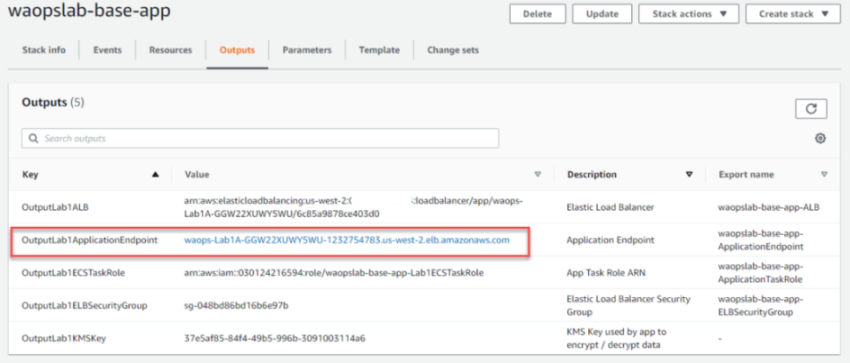 waopslab-base-app
Delete Update Stack actions ▼ Create stack ▼
Stack info Events Resources Outputs Parameters Template Change sets
Outputs (5)
Search outputs
Key ▲ Value ▽ Description ▼ Export name ▽
OutputLab1ALB
arn:aws:elasticloadbalancing:us-west-2:( :loadbalancer/app/waops-
Lab1A-GGW22XUWY5WU/6c85a9878ce403d0
Elastic Load Balancer
waopslab-base-app-ALB
OutputLab1ApplicationEndpoint
waops-Lab1A-GGW22XUWY5WU-1232754783.us-west-2.elb.amazonaws.com
Application Endpoint
waopslab-base-app-
ApplicationEndpoint
OutputLab1ECSTaskRole
arn:aws:iam::030124216594:role/waopslab-base-app-Lab1ECSTaskRole
App Task Role ARN
waopslab-base-app-
ApplicationTaskRole
OutputLab1ELBSecurityGroup
sg-048bd86bd16b6e97b
Elastic Load Balancer Security
Group
waopslab-base-app-
ELBSecurityGroup
OutputLab1KMSKey
37e5af85-84f4-49b5-996b-3091003114a6
KMS Key used by app to
encrypt / decrypt data
-